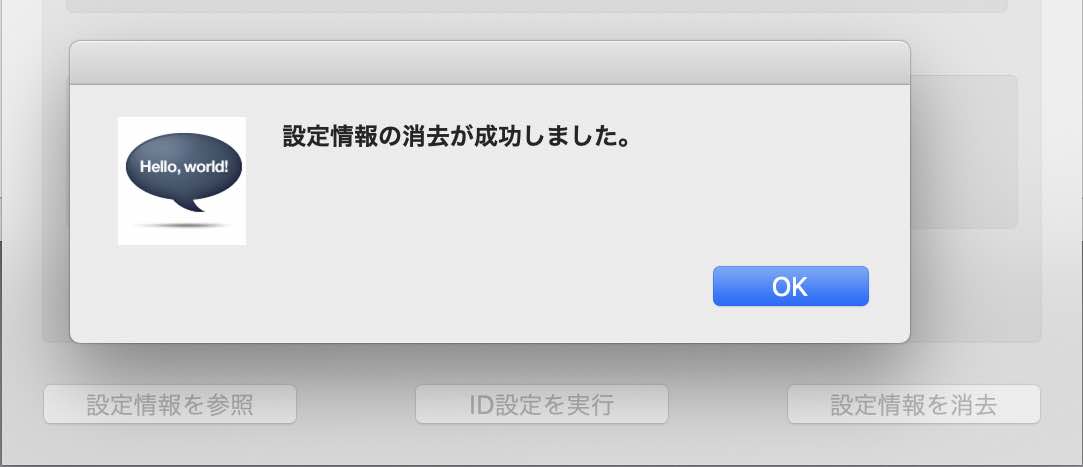 設定情報の消去が成功しました。
Hello, world!
OK
設定情報を参照
ID設定を実行
設定情報を消去